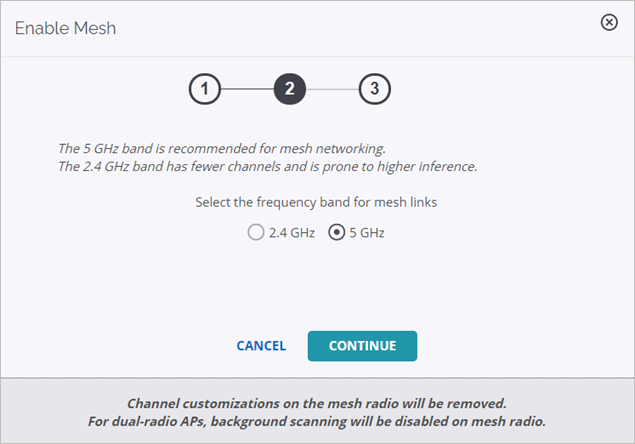 Enable Mesh
1 2 3
The 5 GHz band is recommended for mesh networking.
The 2.4 GHz band has fewer channels and is prone to higher inference.
Select the frequency band for mesh links
2.4 GHz 5 GHz
CANCEL CONTINUE
Channel customizations on the mesh radio will be removed.
For dual-radio APs, background scanning will be disabled on mesh radio.